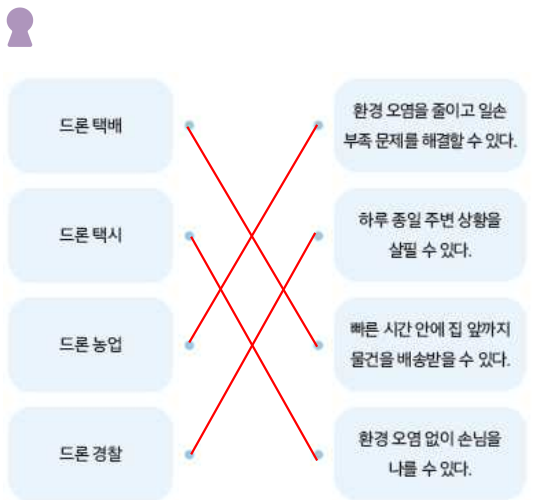 드론 택배
환경 오염을 줄이고 일손
부족 문제를 해결할 수 있다.
드론 택시
하루 종일 주변 상황을
살필 수 있다.
드론 농업
빠른 시간 안에 집 앞까지
물건을 배송받을 수 있다.
드론 경찰
환경 오염 없이 손님을
나를 수 있다.